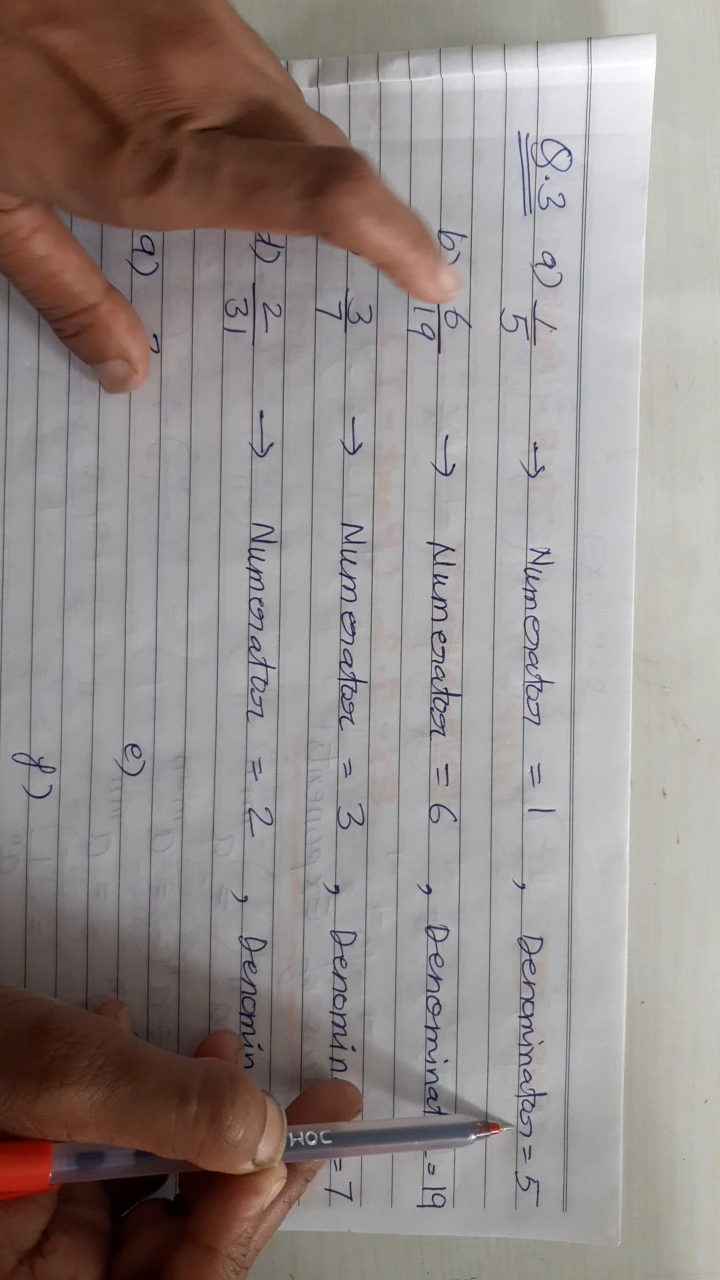 Q.3 a) 1/5 → Numerator = 1 , Denominator = 5
b) 6/19 → Numerator = 6 , Denominat = 19
3/7 → Numerator = 3 , Denomin = 7
d) 2/31 → Numerator = 2 , Denomin
e)
f)